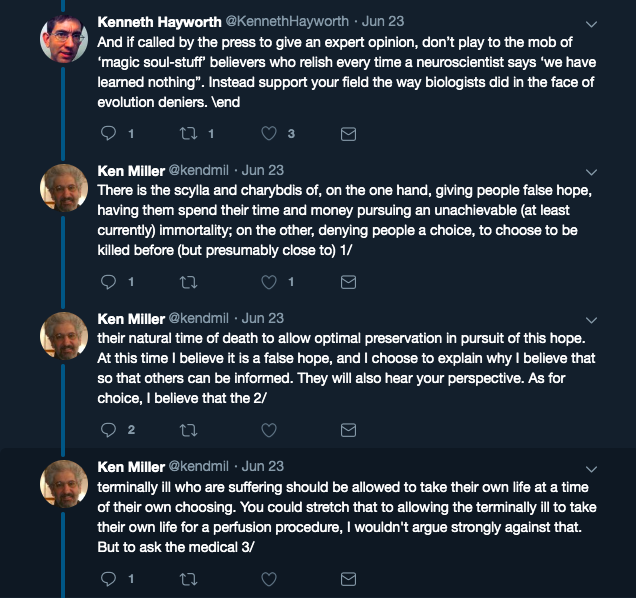 Kenneth Hayworth @KennethHayworth · Jun 23
And if called by the press to give an expert opinion, don't play to the mob of
'magic soul-stuff' believers who relish every time a neuroscientist says 'we have
learned nothing”. Instead support your field the way biologists did in the face of
evolution deniers. \end
1 1 3
Ken Miller @kendmil · Jun 23
There is the scylla and charybdis of, on the one hand, giving people false hope,
having them spend their time and money pursuing an unachievable (at least
currently) immortality; on the other, denying people a choice, to choose to be
killed before (but presumably close to) 1/
1 1
Ken Miller @kendmil · Jun 23
their natural time of death to allow optimal preservation in pursuit of this hope.
At this time I believe it is a false hope, and I choose to explain why I believe that
so that others can be informed. They will also hear your perspective. As for
choice, I believe that the 2/
2
Ken Miller @kendmil · Jun 23
terminally ill who are suffering should be allowed to take their own life at a time
of their own choosing. You could stretch that to allowing the terminally ill to take
their own life for a perfusion procedure, I wouldn't argue strongly against that.
But to ask the medical 3/
1